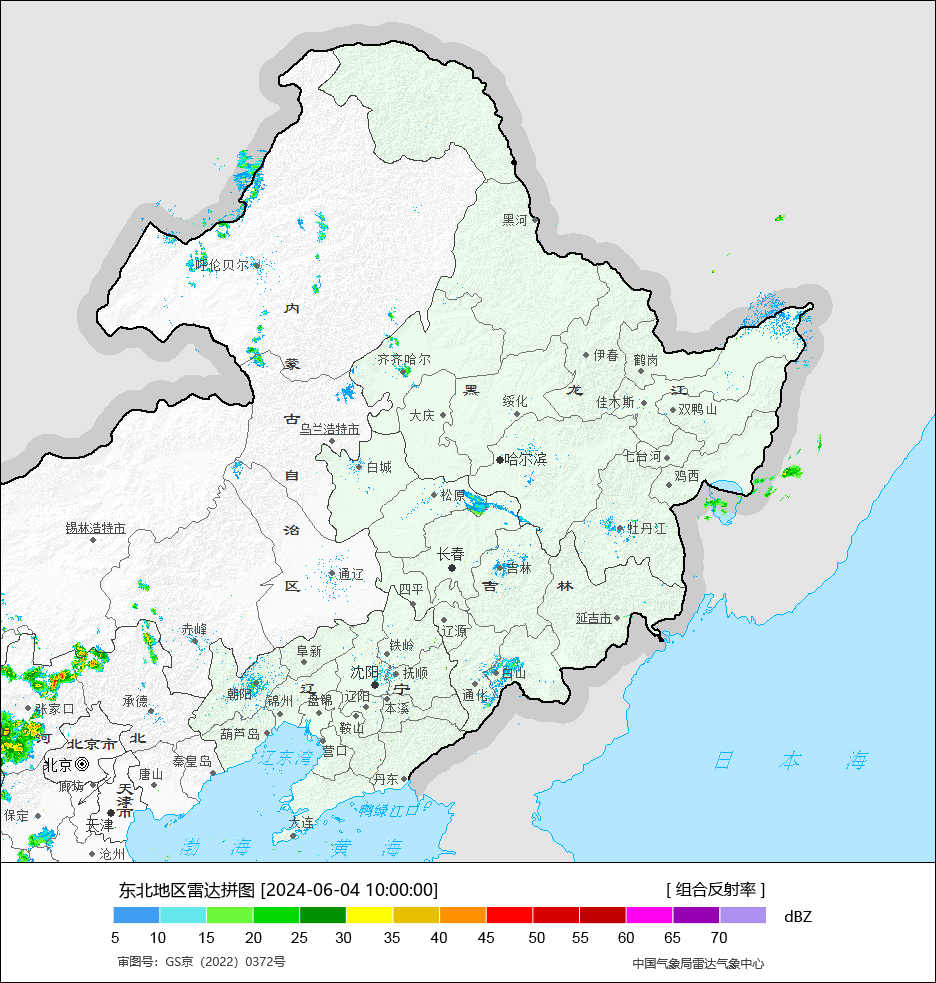 黑河
呼伦贝尔
内
蒙
古
自
治
区
齐齐哈尔
伊春
鹤岗
黑
龙
江
绥化
佳木斯
双鸭山
大庆
乌兰浩特市
哈尔滨
七台河
鸡西
白城
松原
锡林浩特市
牡丹江
长春
吉林
通辽
吉
林
四平
延吉市
辽源
赤峰
铁岭
阜新
沈阳
抚顺
白山
通化
朝阳
辽
宁
锦州
盘锦
辽阳
本溪
张家口
承德
葫芦岛
鞍山
河
北京市
北
营口
辽东湾
日
本
海
北京
秦皇岛
唐山
丹东
廊坊
天
津
市
鸭绿江口
保定
天津
大连
渤
海
黄
海
沧州
东北地区雷达拼图 [2024-06-04 10:00:00]
[ 组合反射率 ]
dBZ
5 10 15 20 25 30 35 40 45 50 55 60 65 70
审图号：GS京（2022）0372号
中国气象局雷达气象中心